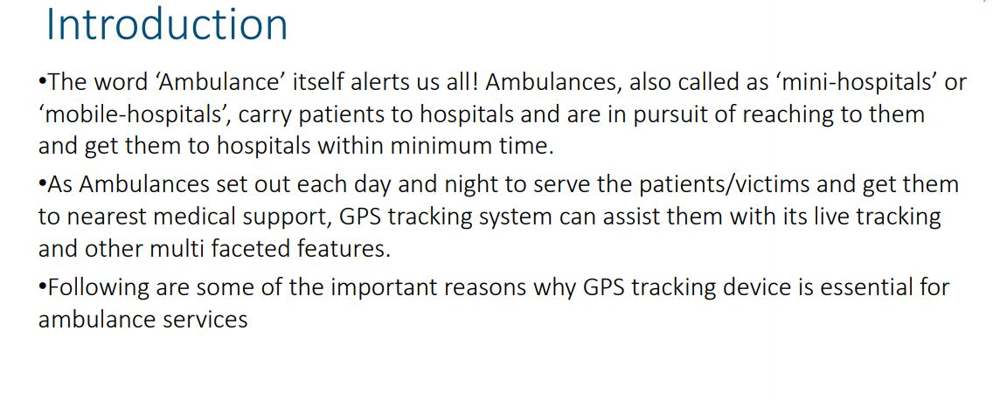 Introduction
•The word ‘Ambulance’ itself alerts us all! Ambulances, also called as ‘mini-hospitals’ or
‘mobile-hospitals’, carry patients to hospitals and are in pursuit of reaching to them
and get them to hospitals within minimum time.
•As Ambulances set out each day and night to serve the patients/victims and get them
to nearest medical support, GPS tracking system can assist them with its live tracking
and other multi faceted features.
•Following are some of the important reasons why GPS tracking device is essential for
ambulance services